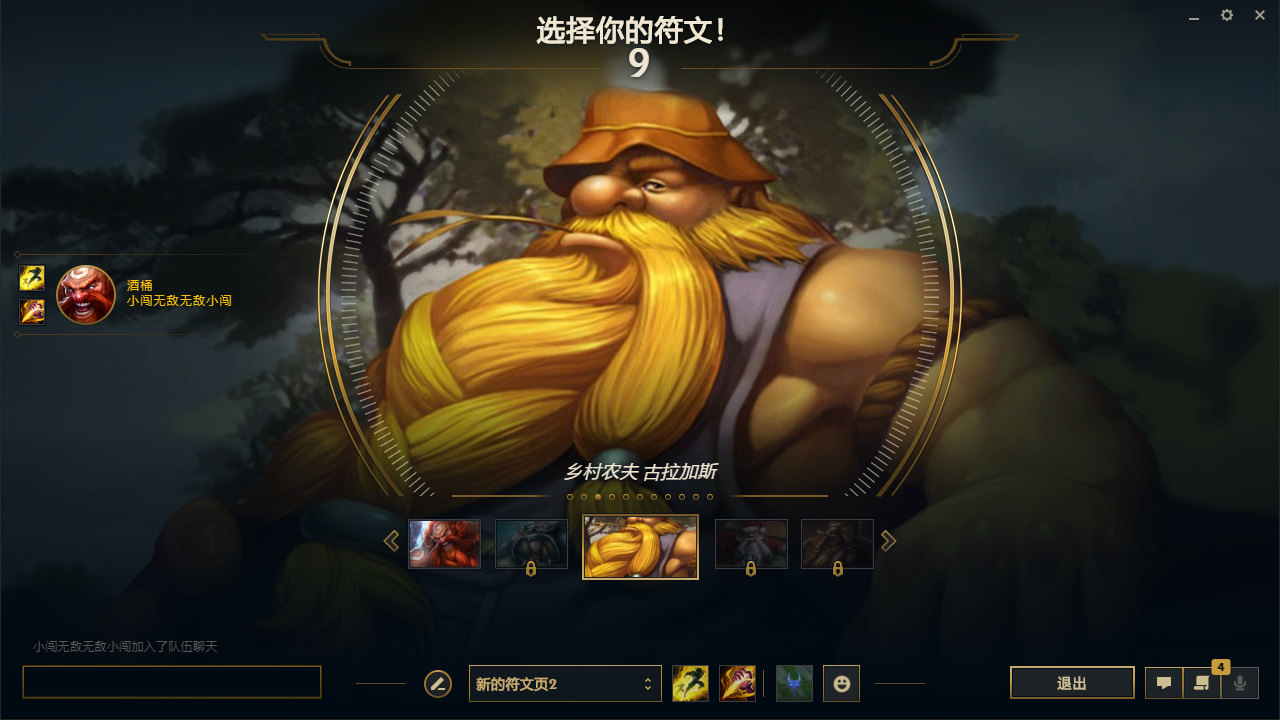 选择你的符文!
9
酒桶
小闯无敌无敌小闯
乡村农夫 古拉加斯
小闯无敌无敌小闯加入了队伍聊天
新的符文页2
退出
4